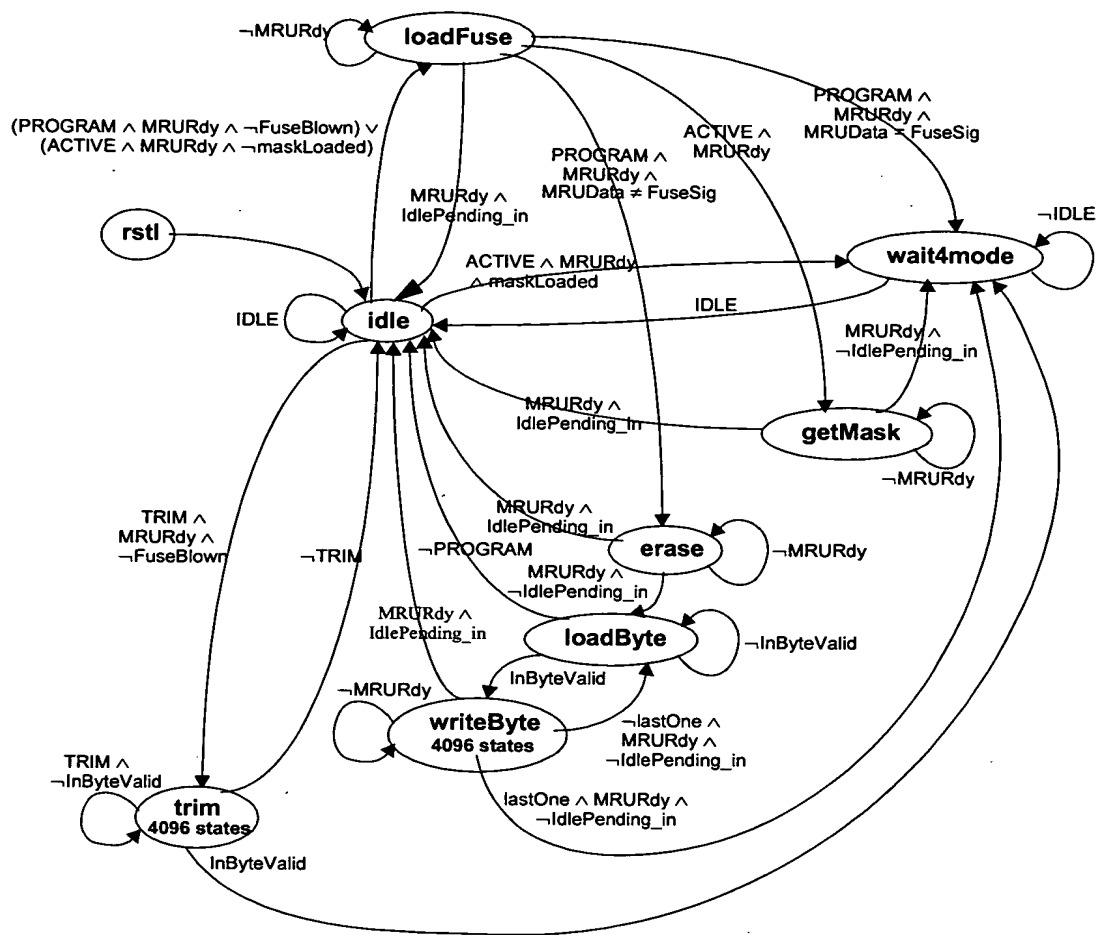 ¬MRURdy
loadFuse
(PROGRAM ∧ MRURdy ∧ ¬FuseBlown) ∨
(ACTIVE ∧ MRURdy ∧ ¬maskLoaded)
PROGRAM ∧
MRURdy ∧
MRUData = FuseSig
ACTIVE ∧
MRURdy
PROGRAM ∧
MRURdy ∧
MRUData ≠ FuseSig
MRURdy ∧
IdlePending_in
rstl
¬IDLE
wait4mode
ACTIVE ∧ MRURdy
∧ maskLoaded
IDLE
idle
IDLE
MRURdy ∧
¬IdlePending_in
MRURdy ∧
IdlePending_in
getMask
¬MRURdy
TRIM ∧
MRURdy ∧
¬FuseBlown
¬TRIM
MRURdy ∧
IdlePending_in
¬PROGRAM
erase
¬MRURdy
MRURdy ∧
¬IdlePending_in
MRURdy ∧
IdlePending_in
loadByte
¬InByteValid
InByteValid
¬MRURdy
writeByte
4096 states
¬lastOne ∧
MRURdy ∧
¬IdlePending_in
TRIM ∧
¬InByteValid
trim
4096 states
lastOne ∧ MRURdy ∧
¬IdlePending_in
InByteValid